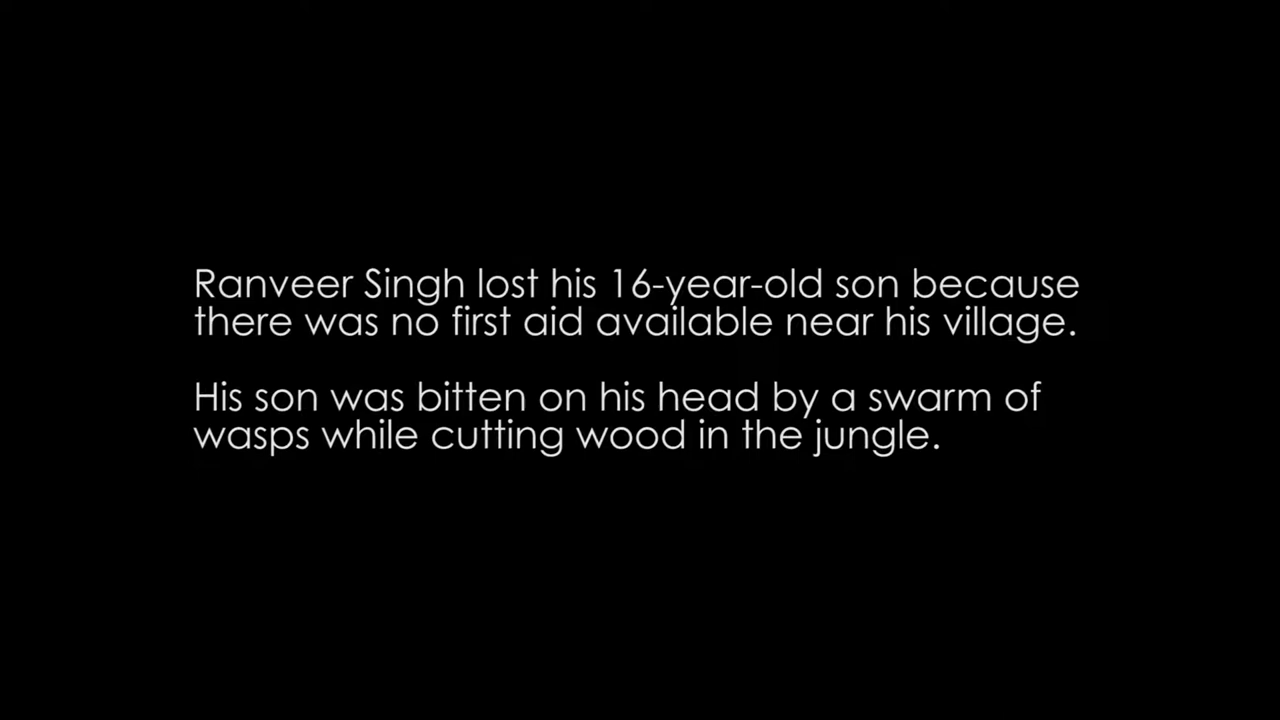 Ranveer Singh lost his 16-year-old son because
there was no first aid available near his village.
His son was bitten on his head by a swarm of
wasps while cutting wood in the jungle.